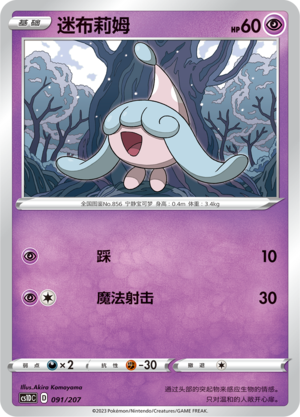 基础 迷布莉姆 HP60
全国图鉴No.856 宁静宝可梦 身高：0.4m 体重：3.4kg
踩 10
魔法射击 30
弱点 ×2 抗性 -30 撤退
Illus.Akira Komayama
CS1DC D 091/207
通过头部的突起物来感应生物的情感。
只对温和的人敞开心扉。
©2023 Pokémon/Nintendo/Creatures/GAME FREAK.